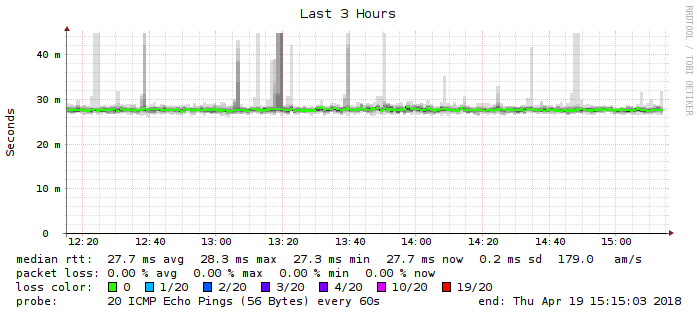 Last 3 Hours
RRDTOOL / TOBI OETIKER
Seconds
40 m
30 m
20 m
10 m
0
12:20 12:40 13:00 13:20 13:40 14:00 14:20 14:40 15:00
median rtt: 27.7 ms avg 28.3 ms max 27.3 ms min 27.7 ms now 0.2 ms sd 179.0 am/s
packet loss: 0.00 % avg 0.00 % max 0.00 % min 0.00 % now
loss color: 0 1/20 2/20 3/20 4/20 10/20 19/20
probe: 20 ICMP Echo Pings (56 Bytes) every 60s end: Thu Apr 19 15:15:03 2018